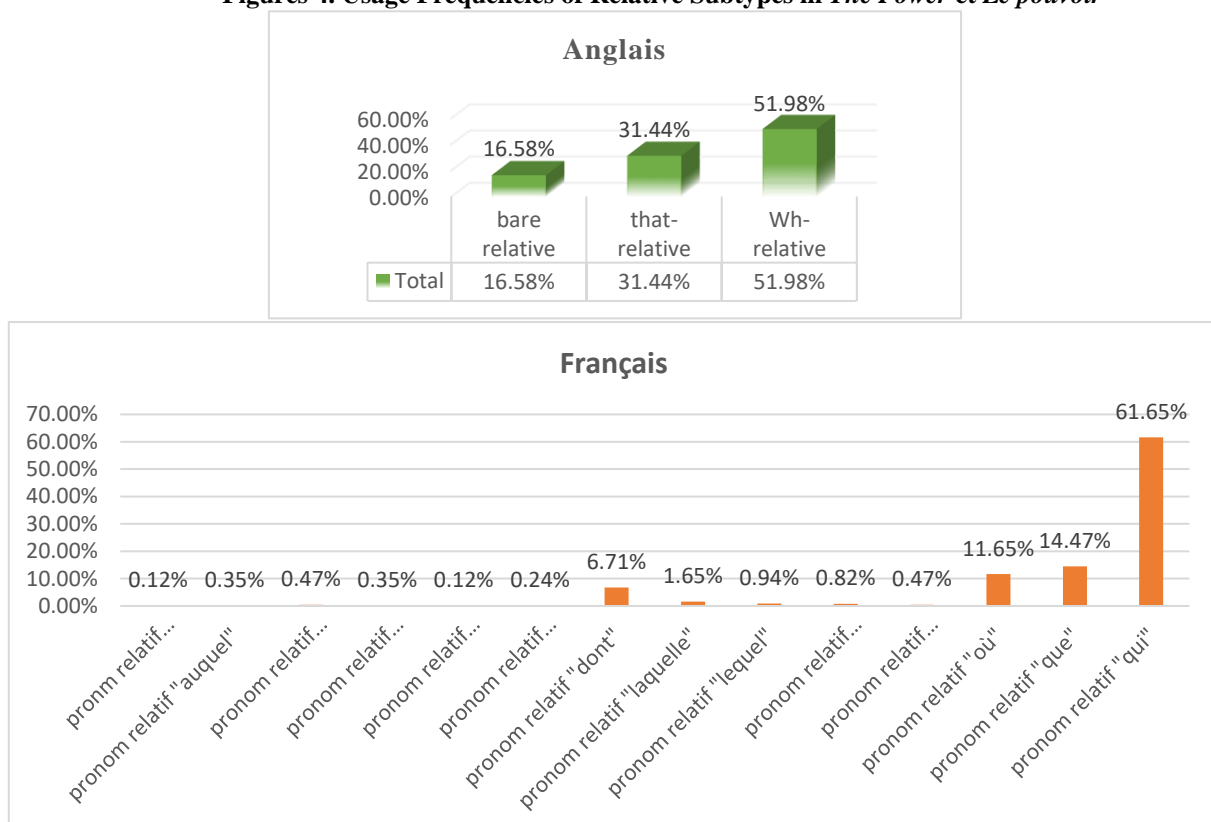 Figures 4. Usage Frequencies of Relative Subtypes in The Power et Le pouvoir
Anglais
60.00%
40.00%
20.00%
0.00%
16.58%
31.44%
51.98%
bare relative
that-relative
Wh-relative
Total
16.58%
31.44%
51.98%
Français
70.00%
60.00%
50.00%
40.00%
30.00%
20.00%
10.00%
0.00%
0.12%
0.35%
0.47%
0.35%
0.12%
0.24%
6.71%
1.65%
0.94%
0.82%
0.47%
11.65%
14.47%
61.65%
pronm relatif...
pronom relatif "auquel"
pronom relatif...
pronom relatif...
pronom relatif...
pronom relatif...
pronom relatif "dont"
pronom relatif "laquelle"
pronom relatif "lequel"
pronom relatif...
pronom relatif...
pronom relatif "où"
pronom relatif "que"
pronom relatif "qui"